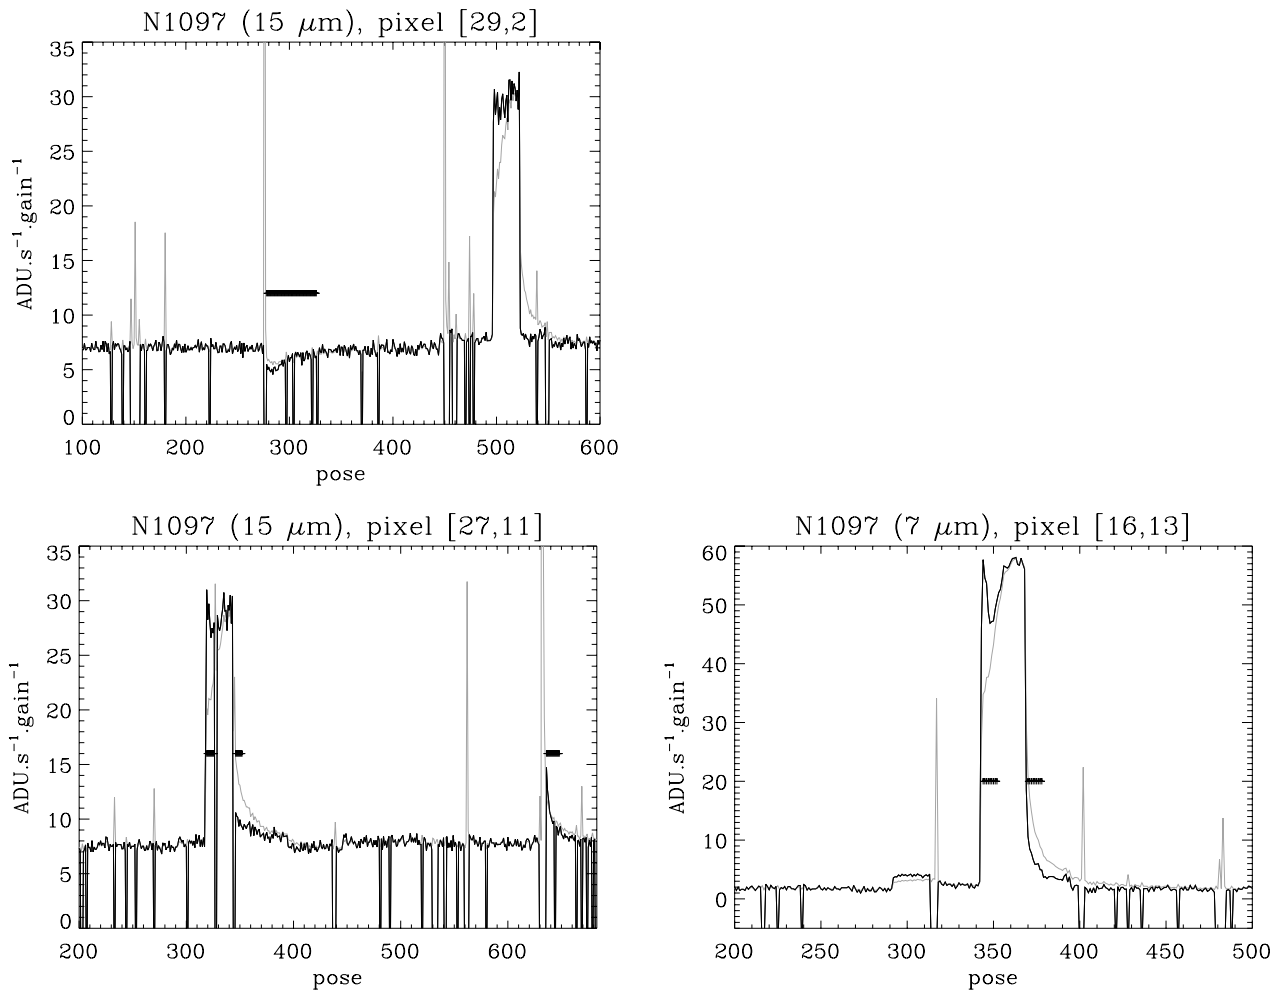 N1097 (15 μm), pixel [29,2]
35
30
25
20
15
10
5
0
ADU.s⁻¹.gain⁻¹
100 200 300 400 500 600
pose
N1097 (15 μm), pixel [27,11]
35
30
25
20
15
10
5
0
ADU.s⁻¹.gain⁻¹
200 300 400 500 600
pose
N1097 (7 μm), pixel [16,13]
60
50
40
30
20
10
0
ADU.s⁻¹.gain⁻¹
200 250 300 350 400 450 500
pose